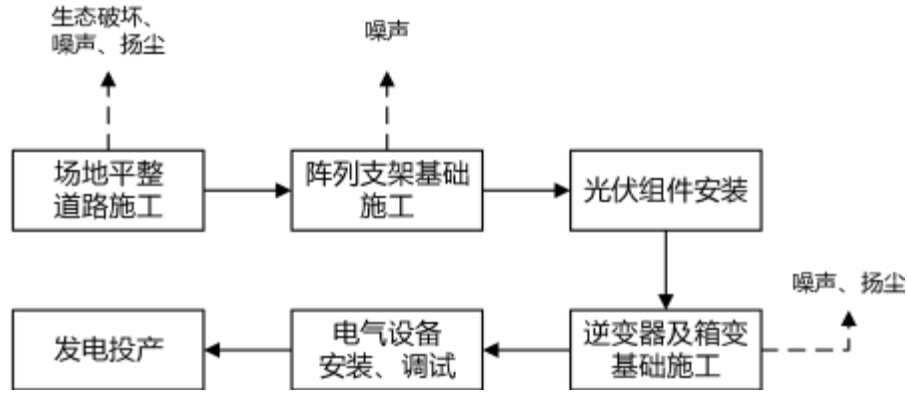 生态破坏、
噪声、扬尘
噪声
场地平整
道路施工
阵列支架基础
施工
光伏组件安装
噪声、扬尘
发电投产
电气设备
安装、调试
逆变器及箱变
基础施工